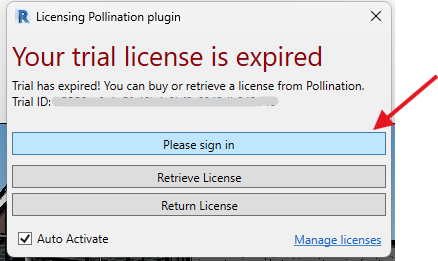 R Licensing Pollination plugin
Your trial license is expired
Trial has expired! You can buy or retrieve a license from Pollination.
Trial ID:
Please sign in
Retrieve License
Return License
Auto Activate
Manage licenses